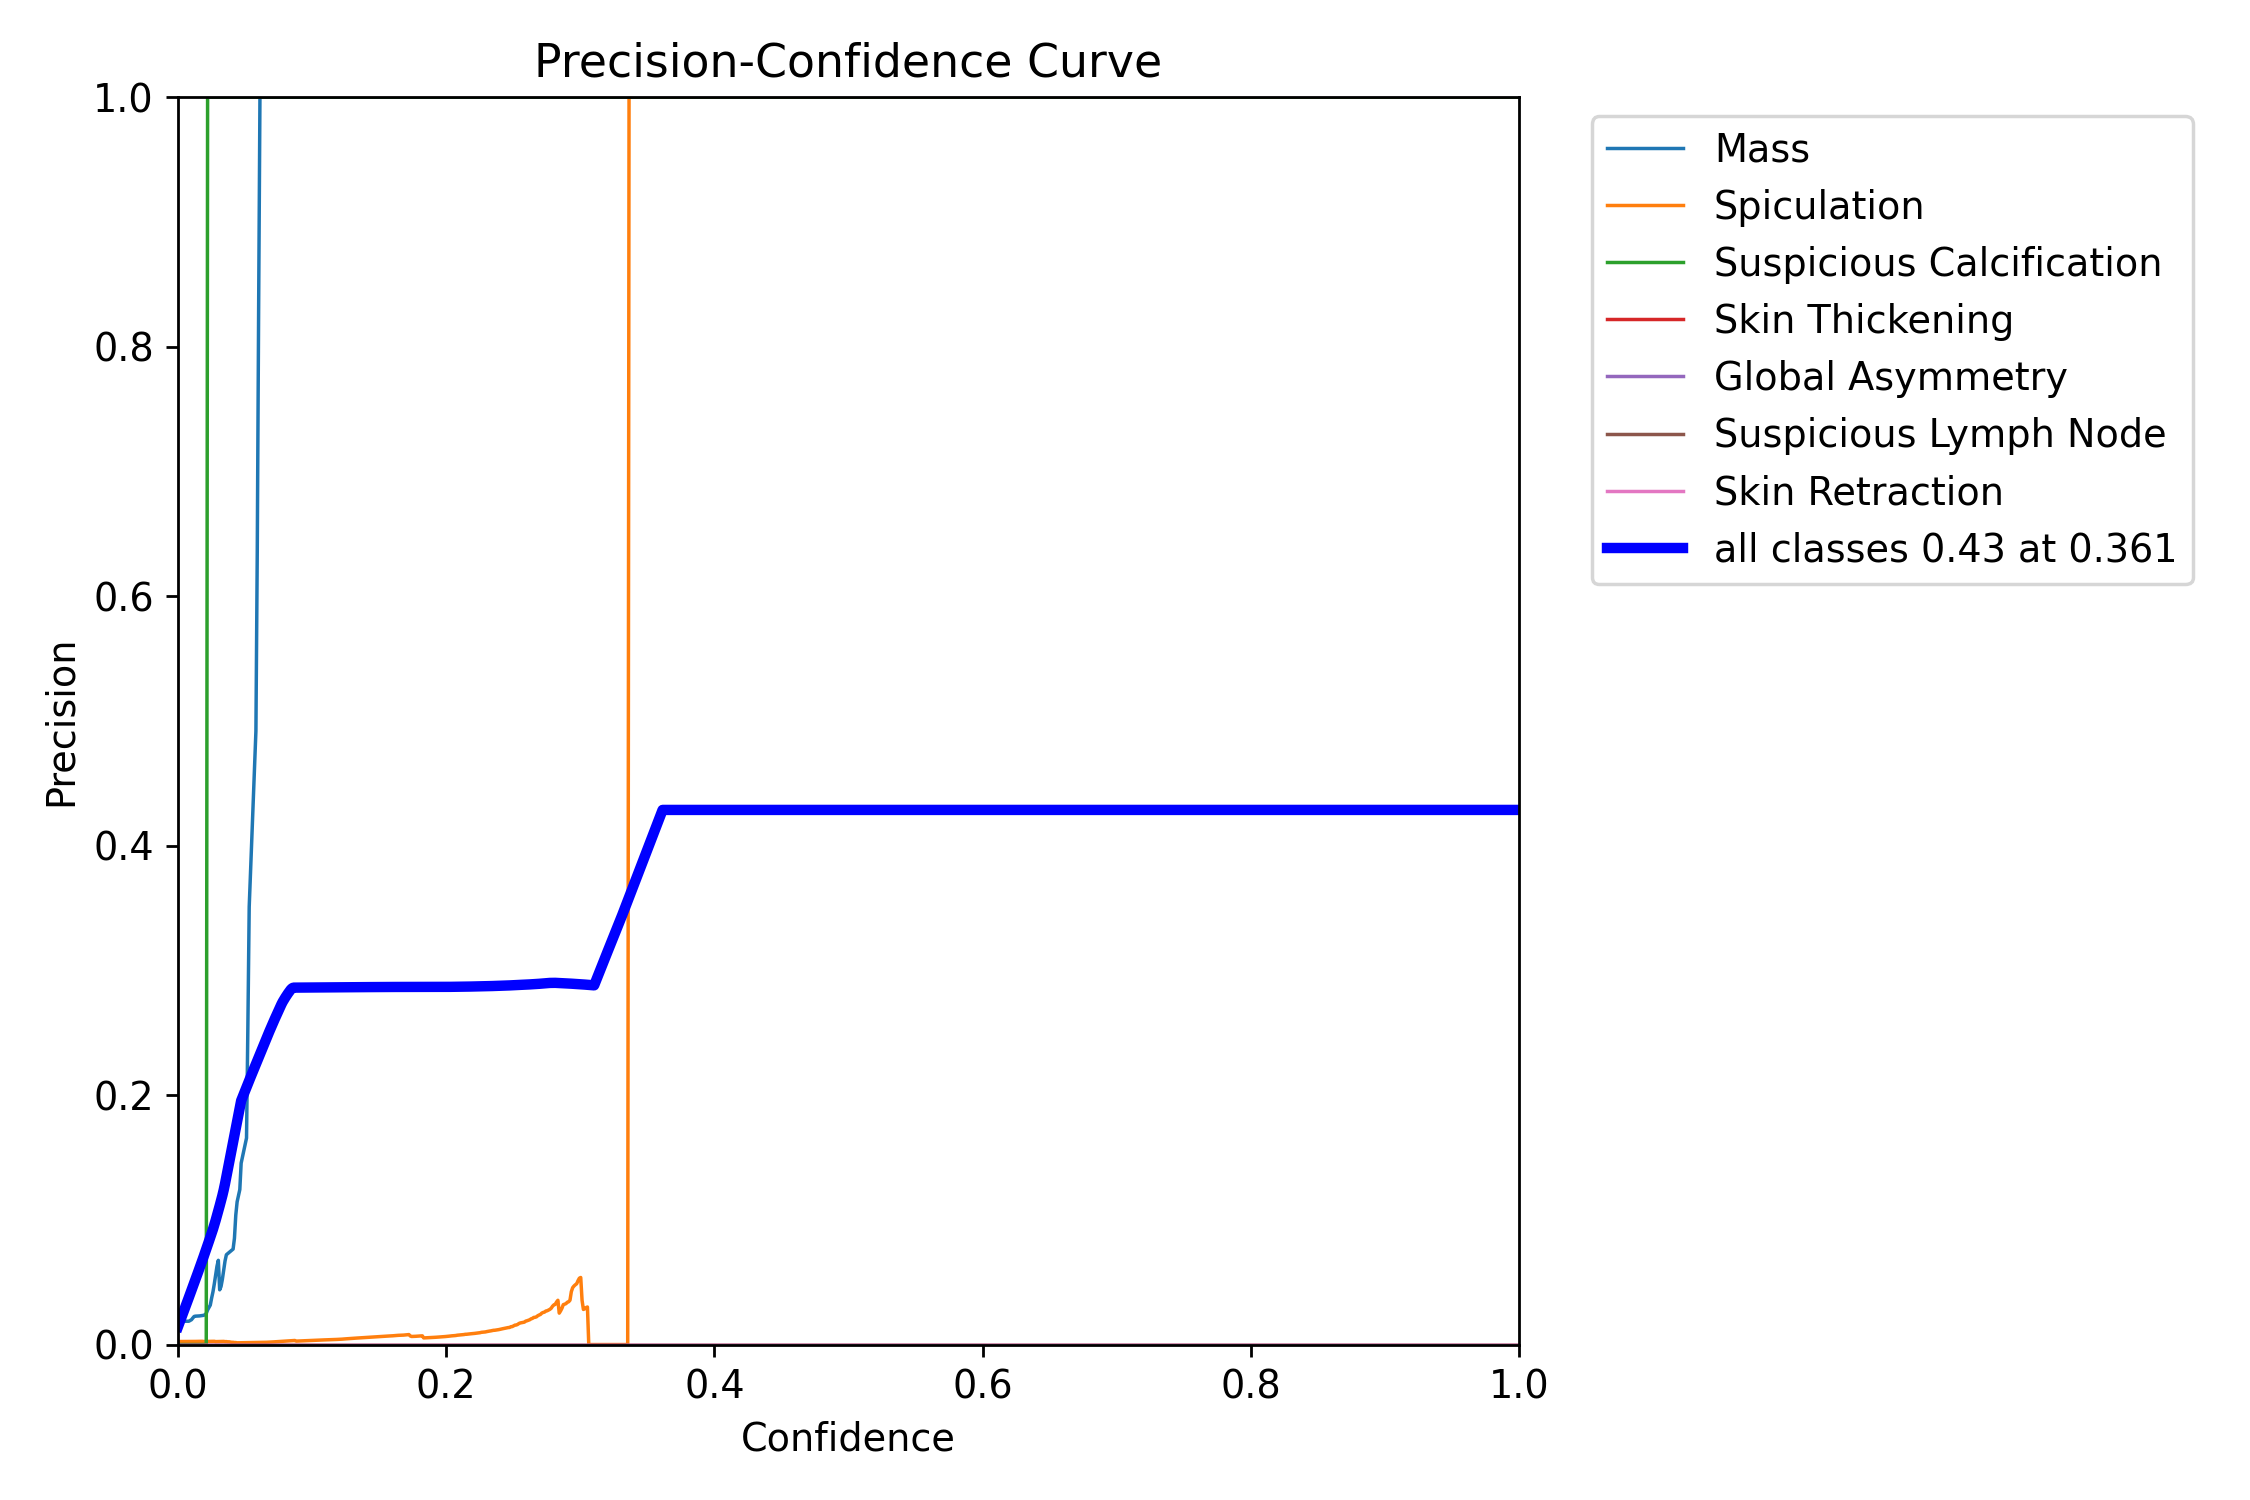 Precision-Confidence Curve
1.0
0.8
0.6
0.4
0.2
0.0
Precision
0.0 0.2 0.4 0.6 0.8 1.0
Confidence
Mass
Spiculation
Suspicious Calcification
Skin Thickening
Global Asymmetry
Suspicious Lymph Node
Skin Retraction
all classes 0.43 at 0.361